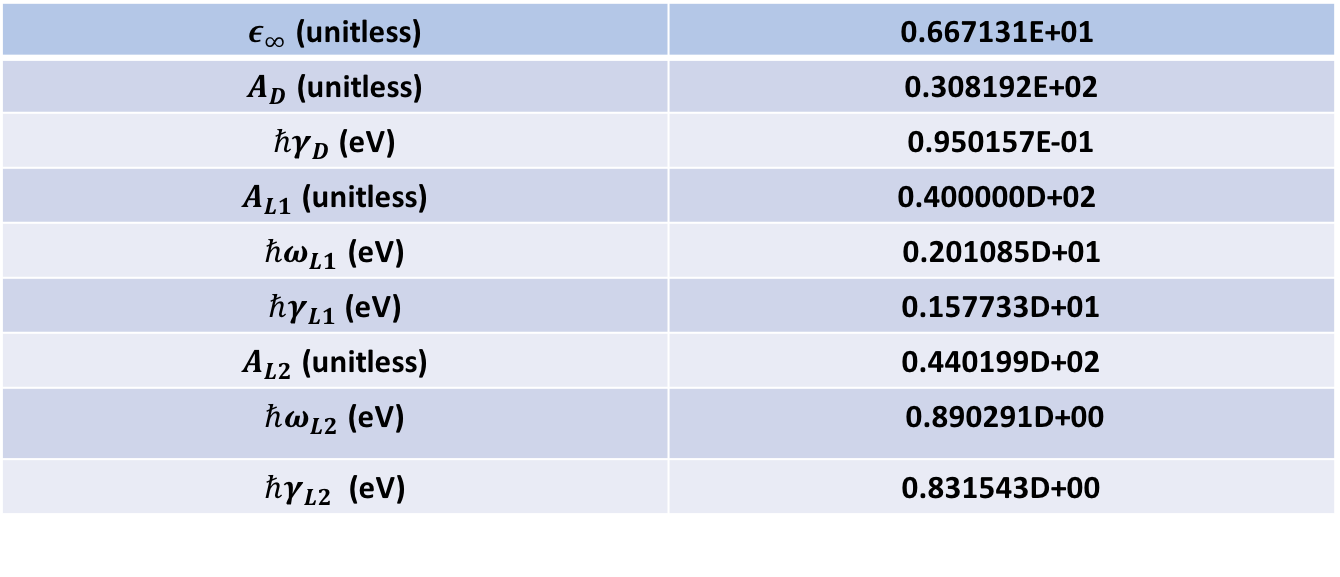 ϵ∞ (unitless) 0.667131E+01
A_D (unitless) 0.308192E+02
ℏγ_D (eV) 0.950157E-01
A_L1 (unitless) 0.400000D+02
ℏω_L1 (eV) 0.201085D+01
ℏγ_L1 (eV) 0.157733D+01
A_L2 (unitless) 0.440199D+02
ℏω_L2 (eV) 0.890291D+00
ℏγ_L2 (eV) 0.831543D+00